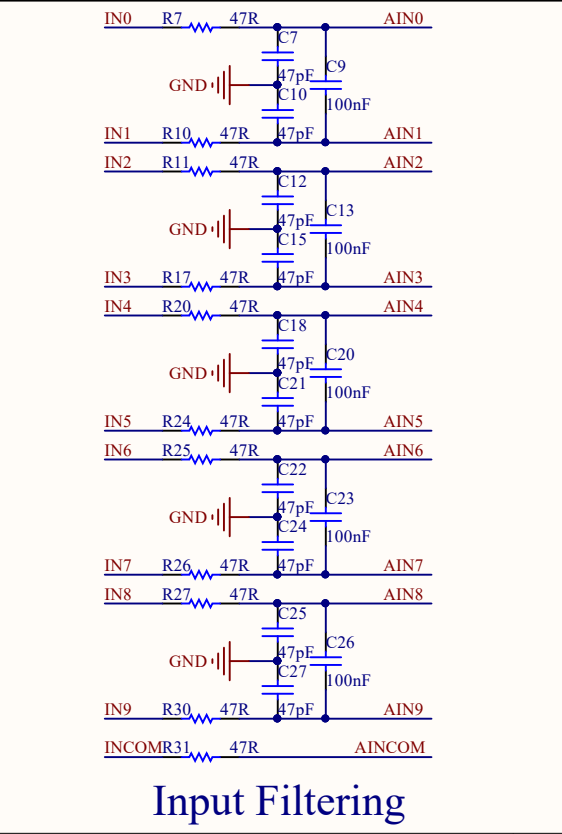 IN0 R7 47R AIN0
C7
47pF C9
GND
C10 100nF
IN1 R10 47R 47pF AIN1
IN2 R11 47R AIN2
C12
47pF C13
GND
C15 100nF
IN3 R17 47R 47pF AIN3
IN4 R20 47R AIN4
C18
47pF C20
GND
C21 100nF
IN5 R24 47R 47pF AIN5
IN6 R25 47R AIN6
C22
47pF C23
GND
C24 100nF
IN7 R26 47R 47pF AIN7
IN8 R27 47R AIN8
C25
47pF C26
GND
C27 100nF
IN9 R30 47R 47pF AIN9
INCOM R31 47R AINCOM
Input Filtering